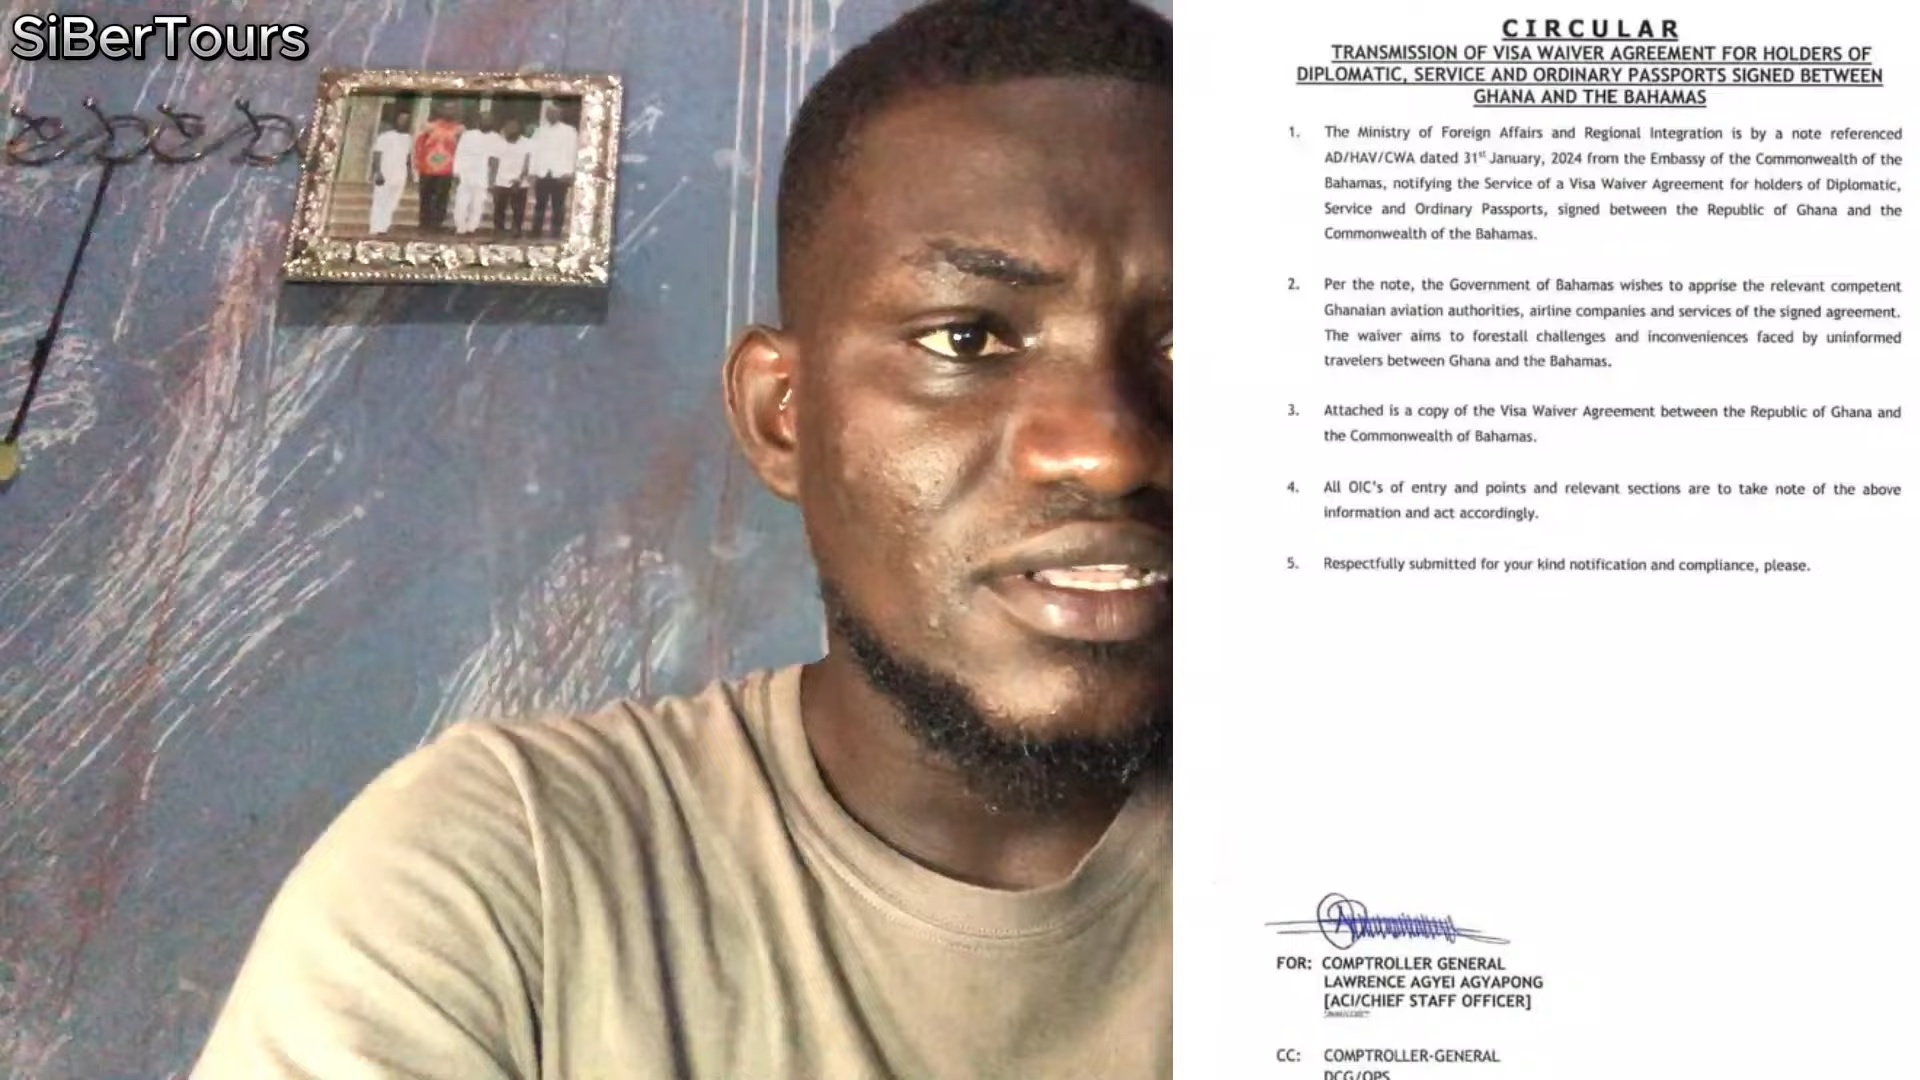 SiBerTours
CIRCULAR
TRANSMISSION OF VISA WAIVER AGREEMENT FOR HOLDERS OF
DIPLOMATIC, SERVICE AND ORDINARY PASSPORTS SIGNED BETWEEN
GHANA AND THE BAHAMAS
1. The Ministry of Foreign Affairs and Regional Integration is by a note referenced
AD/HAV/CWA dated 31st January, 2024 from the Embassy of the Commonwealth of the
Bahamas, notifying the Service of a Visa Waiver Agreement for holders of Diplomatic,
Service and Ordinary Passports, signed between the Republic of Ghana and the
Commonwealth of the Bahamas.
2. Per the note, the Government of Bahamas wishes to apprise the relevant competent
Ghanaian aviation authorities, airline companies and services of the signed agreement.
The waiver aims to forestall challenges and inconveniences faced by uninformed
travelers between Ghana and the Bahamas.
3. Attached is a copy of the Visa Waiver Agreement between the Republic of Ghana and
the Commonwealth of Bahamas.
4. All OIC's of entry and points and relevant sections are to take note of the above
information and act accordingly.
5. Respectfully submitted for your kind notification and compliance, please.
FOR: COMPTROLLER GENERAL
LAWRENCE AGYEI AGYAPONG
[ACI/CHIEF STAFF OFFICER]
CC: COMPTROLLER-GENERAL
DCG/OPS